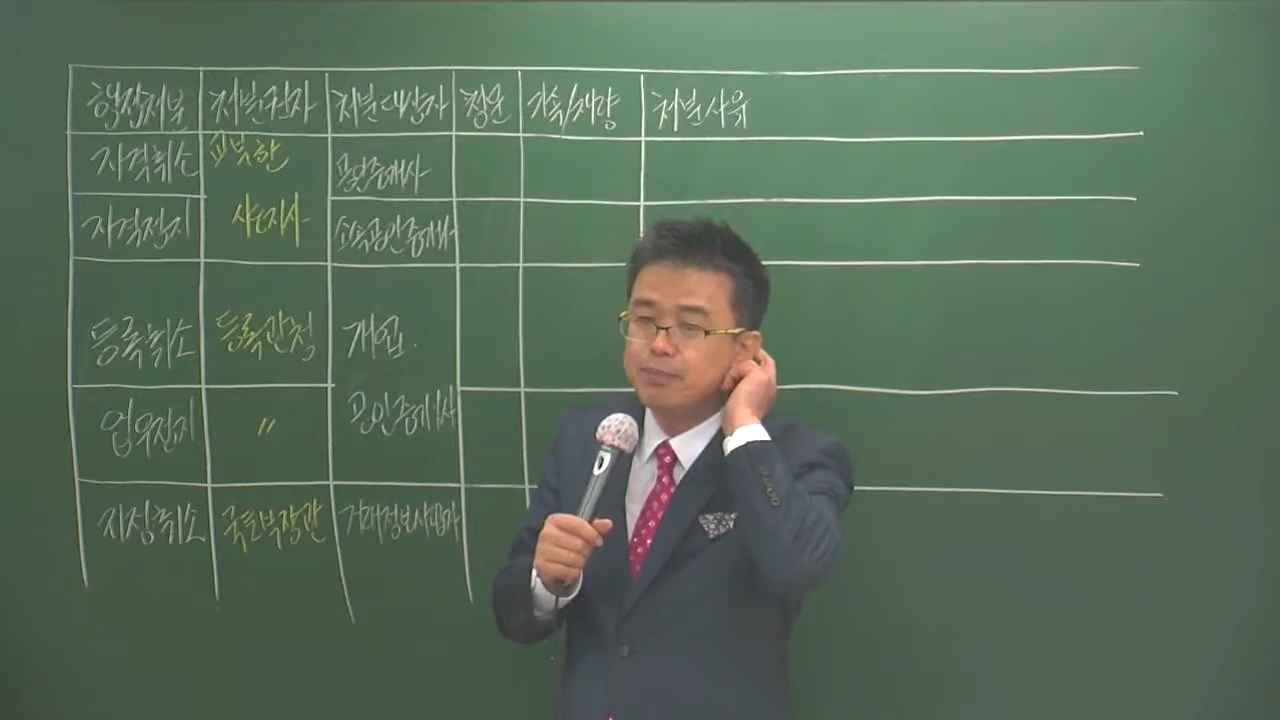 행정처분 처분권자 처분대상자 청문 기속/재량 처분사유
자격취소 교부한 공인중개사
자격정지 시·도지사 소속공인중개사
등록취소 등록관청 개업
업무정지 〃 공인중개사
지정취소 국토부장관 거래정보사업자